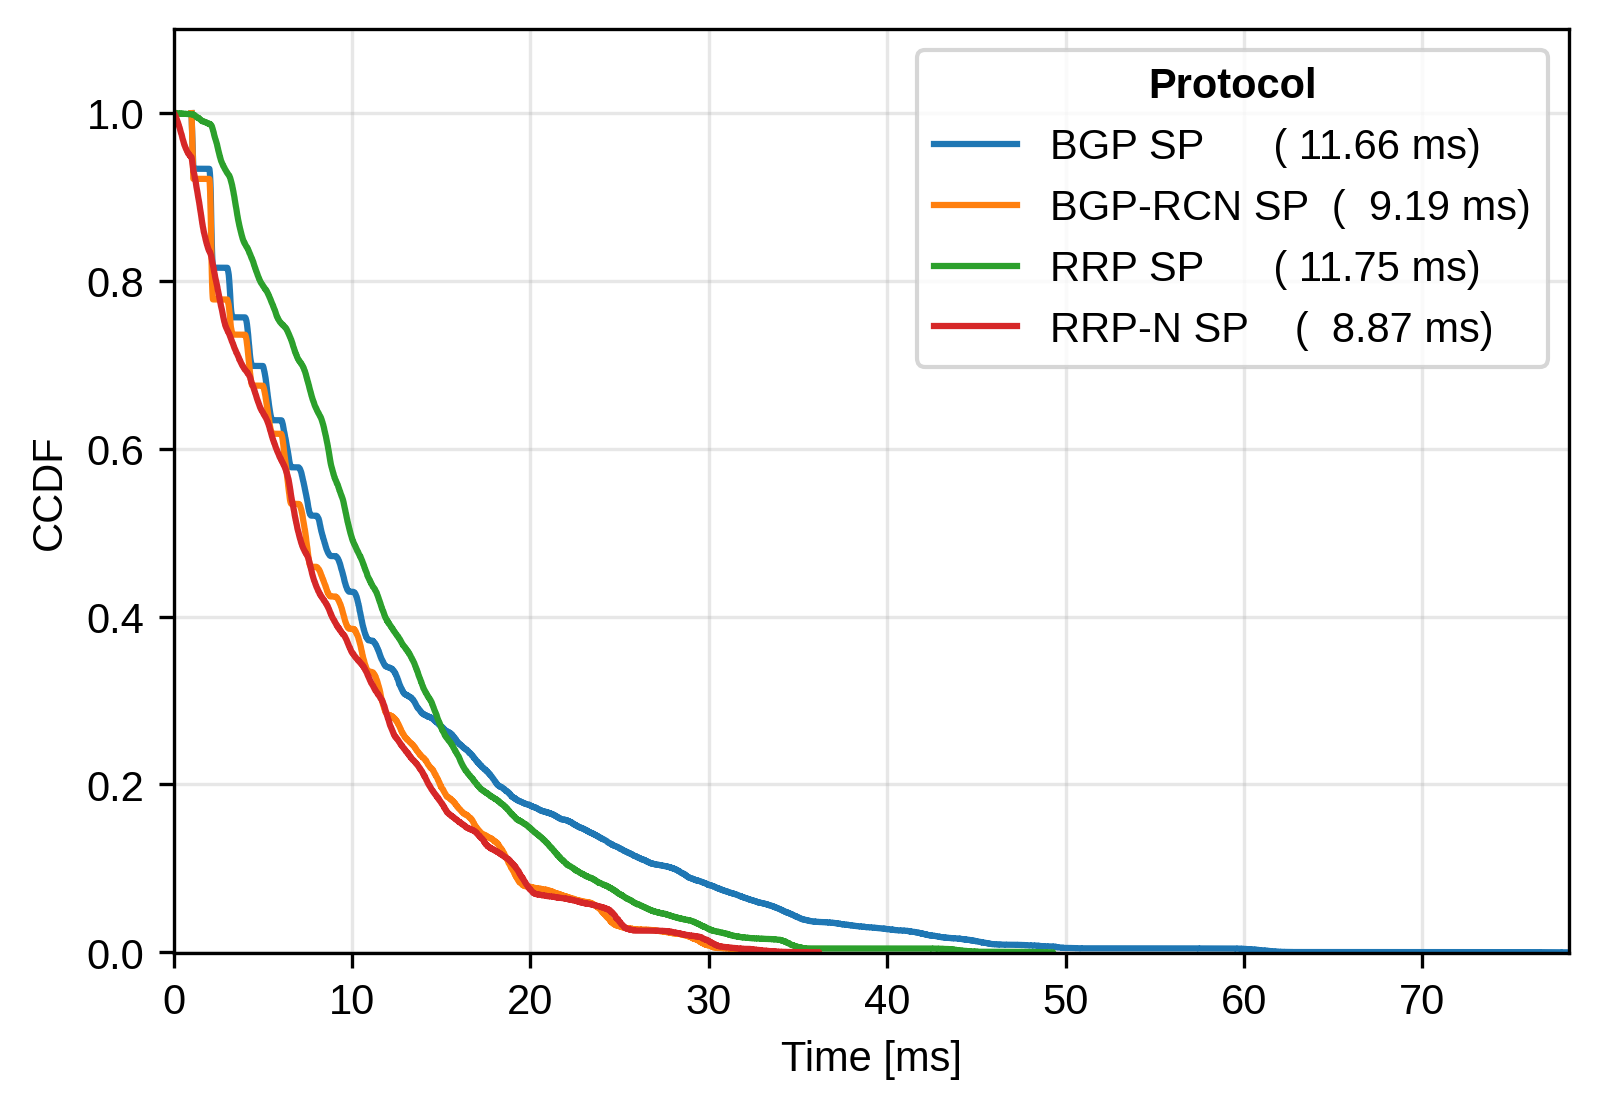 Protocol
BGP SP ( 11.66 ms)
BGP-RCN SP ( 9.19 ms)
RRP SP ( 11.75 ms)
RRP-N SP ( 8.87 ms)
CCDF
1.0
0.8
0.6
0.4
0.2
0.0
0 10 20 30 40 50 60 70
Time [ms]